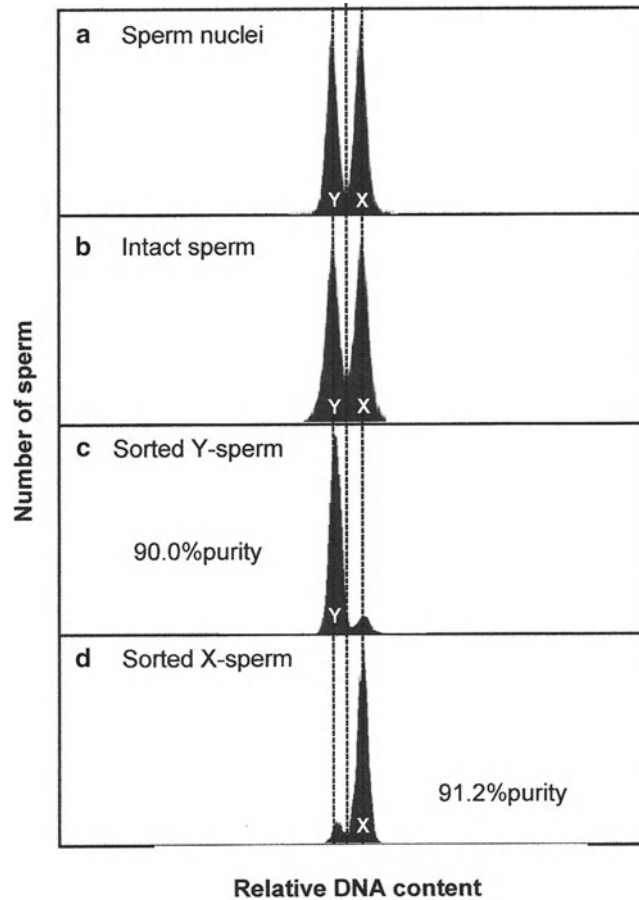 a Sperm nuclei
Y X
b Intact sperm
Y X
c Sorted Y-sperm
90.0%purity
Y
d Sorted X-sperm
91.2%purity
X
Number of sperm
Relative DNA content